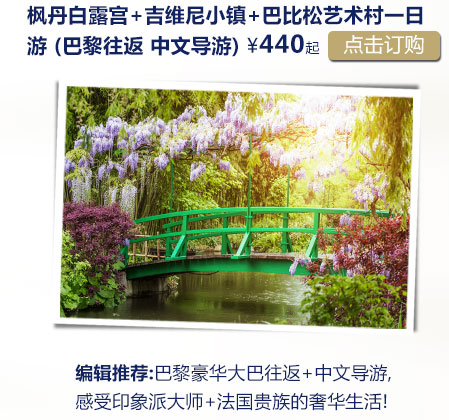 枫丹白露宫+吉维尼小镇+巴比松艺术村一日
游 (巴黎往返 中文导游) ¥440起 点击订购
编辑推荐:巴黎豪华大巴往返+中文导游,
感受印象派大师+法国贵族的奢华生活!